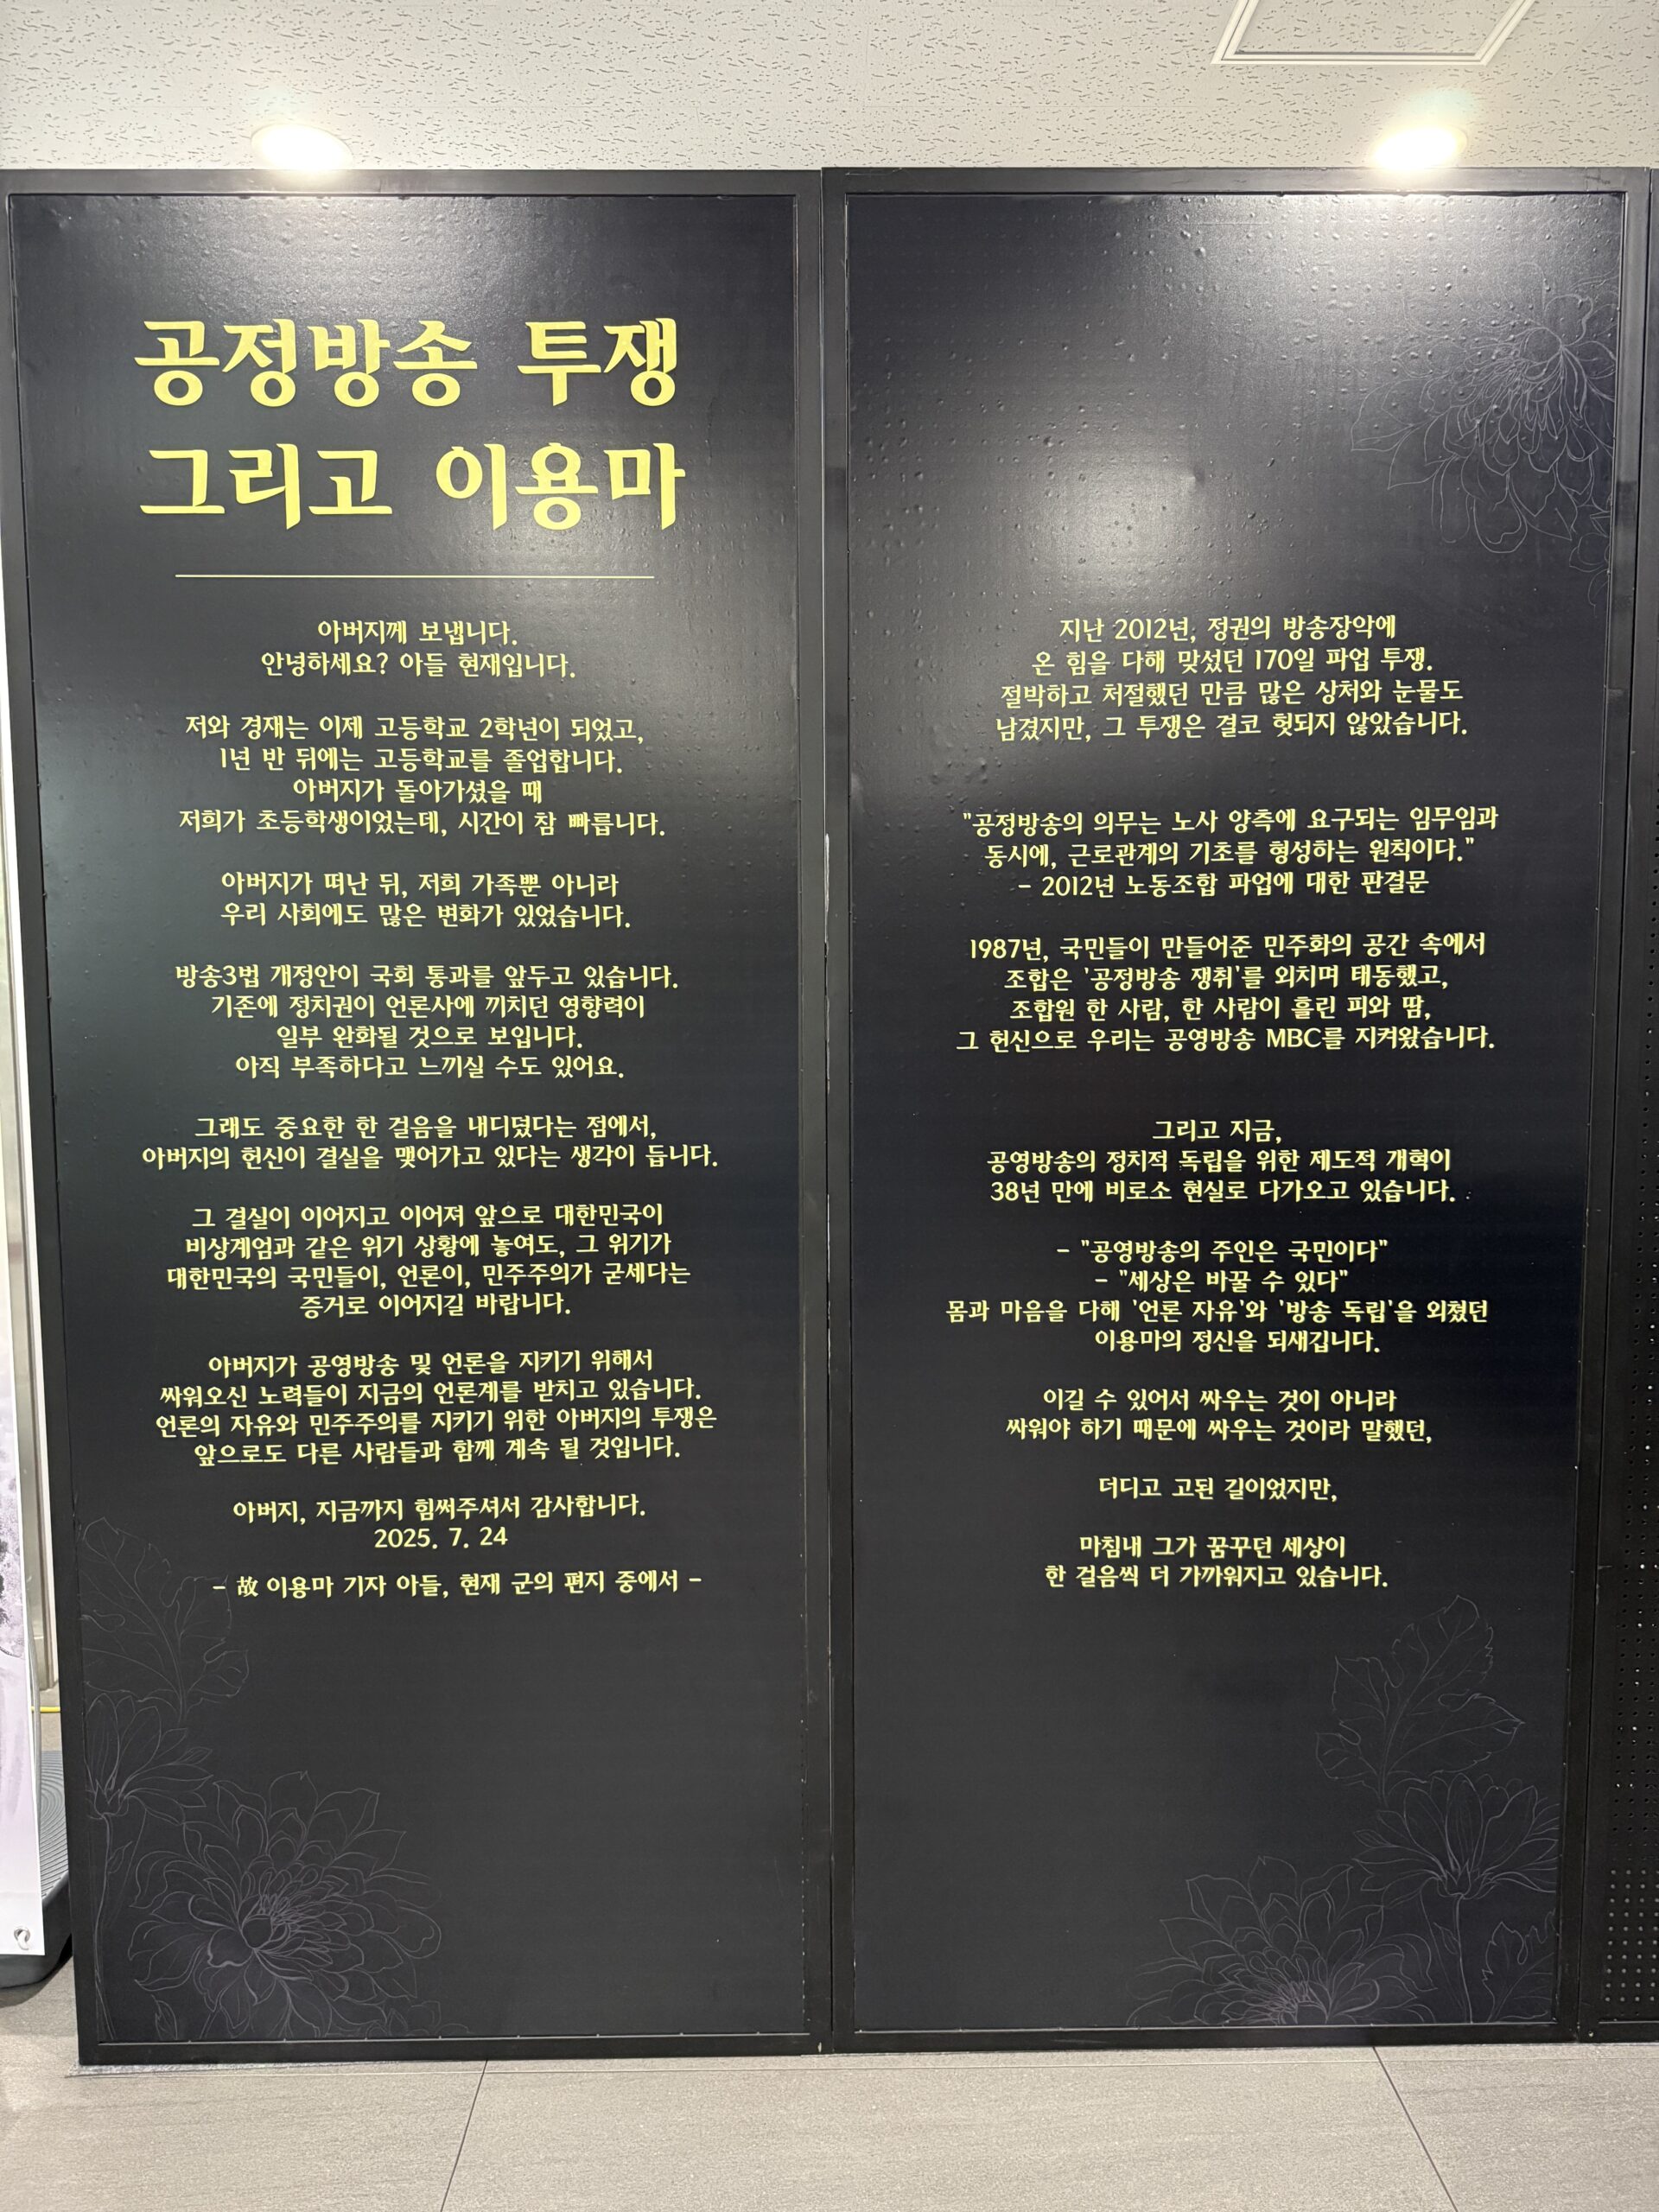 공정방송 투쟁
그리고 이용마
아버지께 보냅니다.
안녕하세요? 아들 현재입니다.
저와 경재는 이제 고등학교 2학년이 되었고,
1년 반 뒤에는 고등학교를 졸업합니다.
아버지가 돌아가셨을 때
저희가 초등학생이었는데, 시간이 참 빠릅니다.
아버지가 떠난 뒤, 저희 가족뿐 아니라
우리 사회에도 많은 변화가 있었습니다.
방송3법 개정안이 국회 통과를 앞두고 있습니다.
기존에 정치권이 언론사에 끼치던 영향력이
일부 완화될 것으로 보입니다.
아직 부족하다고 느끼실 수도 있어요.
그래도 중요한 한 걸음을 내디뎠다는 점에서,
아버지의 헌신이 결실을 맺어가고 있다는 생각이 듭니다.
그 결실이 이어지고 이어져 앞으로 대한민국이
비상계엄과 같은 위기 상황에 놓여도, 그 위기가
대한민국의 국민들이, 언론이, 민주주의가 굳세다는
증거로 이어지길 바랍니다.
아버지가 공영방송 및 언론을 지키기 위해서
싸워오신 노력들이 지금의 언론계를 받치고 있습니다.
언론의 자유와 민주주의를 지키기 위한 아버지의 투쟁은
앞으로도 다른 사람들과 함께 계속 될 것입니다.
아버지, 지금까지 힘써주셔서 감사합니다.
2025. 7. 24
- 故 이용마 기자 아들, 현재 군의 편지 중에서 -
지난 2012년, 정권의 방송장악에
온 힘을 다해 맞섰던 170일 파업 투쟁.
절박하고 처절했던 만큼 많은 상처와 눈물도
남겼지만, 그 투쟁은 결코 헛되지 않았습니다.
"공정방송의 의무는 노사 양측에 요구되는 임무임과
동시에, 근로관계의 기초를 형성하는 원칙이다."
- 2012년 노동조합 파업에 대한 판결문
1987년, 국민들이 만들어준 민주화의 공간 속에서
조합은 '공정방송 쟁취'를 외치며 태동했고,
조합원 한 사람, 한 사람이 흘린 피와 땀,
그 헌신으로 우리는 공영방송 MBC를 지켜왔습니다.
그리고 지금,
공영방송의 정치적 독립을 위한 제도적 개혁이
38년 만에 비로소 현실로 다가오고 있습니다.
- "공영방송의 주인은 국민이다"
- "세상은 바꿀 수 있다"
몸과 마음을 다해 '언론 자유'와 '방송 독립'을 외쳤던
이용마의 정신을 되새깁니다.
이길 수 있어서 싸우는 것이 아니라
싸워야 하기 때문에 싸우는 것이라 말했던,
더디고 고된 길이었지만,
마침내 그가 꿈꾸던 세상이
한 걸음씩 더 가까워지고 있습니다.